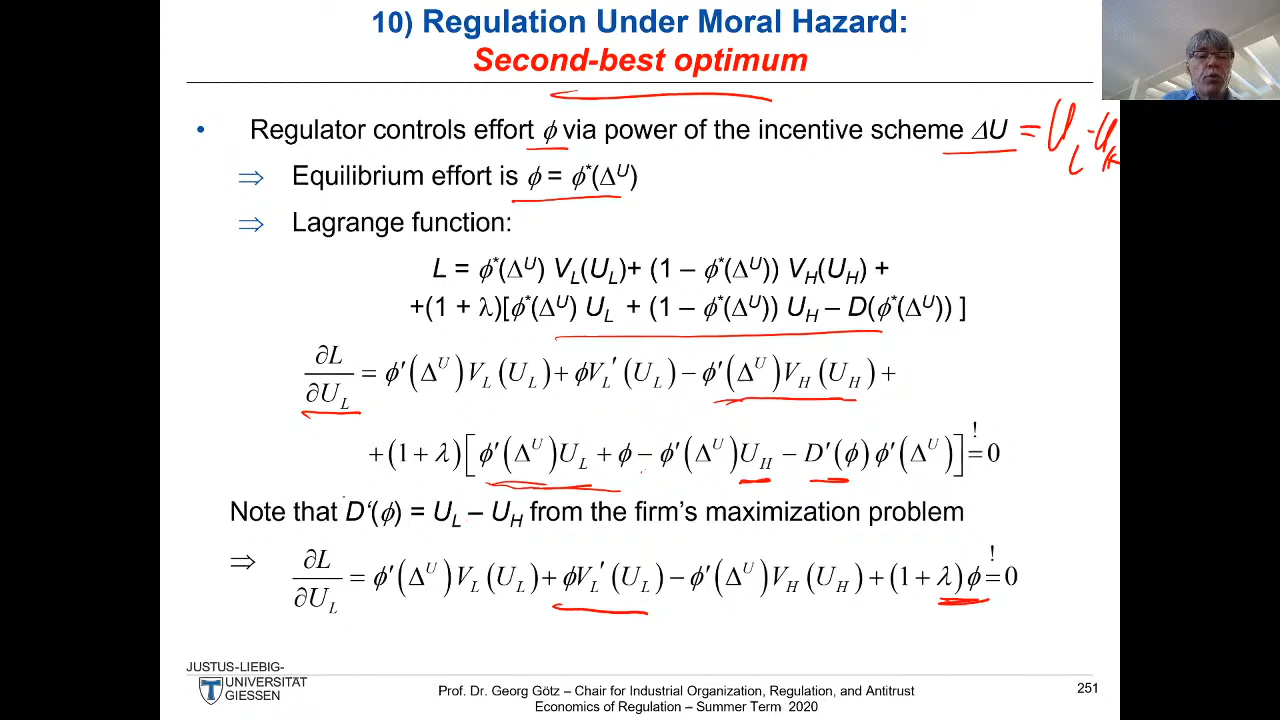 10) Regulation Under Moral Hazard:
Second-best optimum
• Regulator controls effort ϕ via power of the incentive scheme ΔU = U_L - U_H
⇒ Equilibrium effort is ϕ = ϕ*(Δ^U)
⇒ Lagrange function:
L = ϕ*(Δ^U) V_L(U_L)+ (1 – ϕ*(Δ^U)) V_H(U_H) +
+(1 + λ)[ϕ*(Δ^U) U_L + (1 – ϕ*(Δ^U)) U_H – D(ϕ*(Δ^U)) ]
∂L/∂U_L = ϕ′(Δ^U)V_L(U_L) + ϕV_L′(U_L) − ϕ′(Δ^U)V_H(U_H) +
+(1+λ)[ϕ′(Δ^U)U_L + ϕ − ϕ′(Δ^U)U_H − D′(ϕ)ϕ′(Δ^U)] =! 0
Note that D‘(ϕ) = U_L – U_H from the firm’s maximization problem
⇒ ∂L/∂U_L = ϕ′(Δ^U)V_L(U_L) + ϕV_L′(U_L) − ϕ′(Δ^U)V_H(U_H) + (1+λ)ϕ =! 0
JUSTUS-LIEBIG-
UNIVERSITÄT
GIESSEN
Prof. Dr. Georg Götz – Chair for Industrial Organization, Regulation, and Antitrust
Economics of Regulation – Summer Term 2020
251